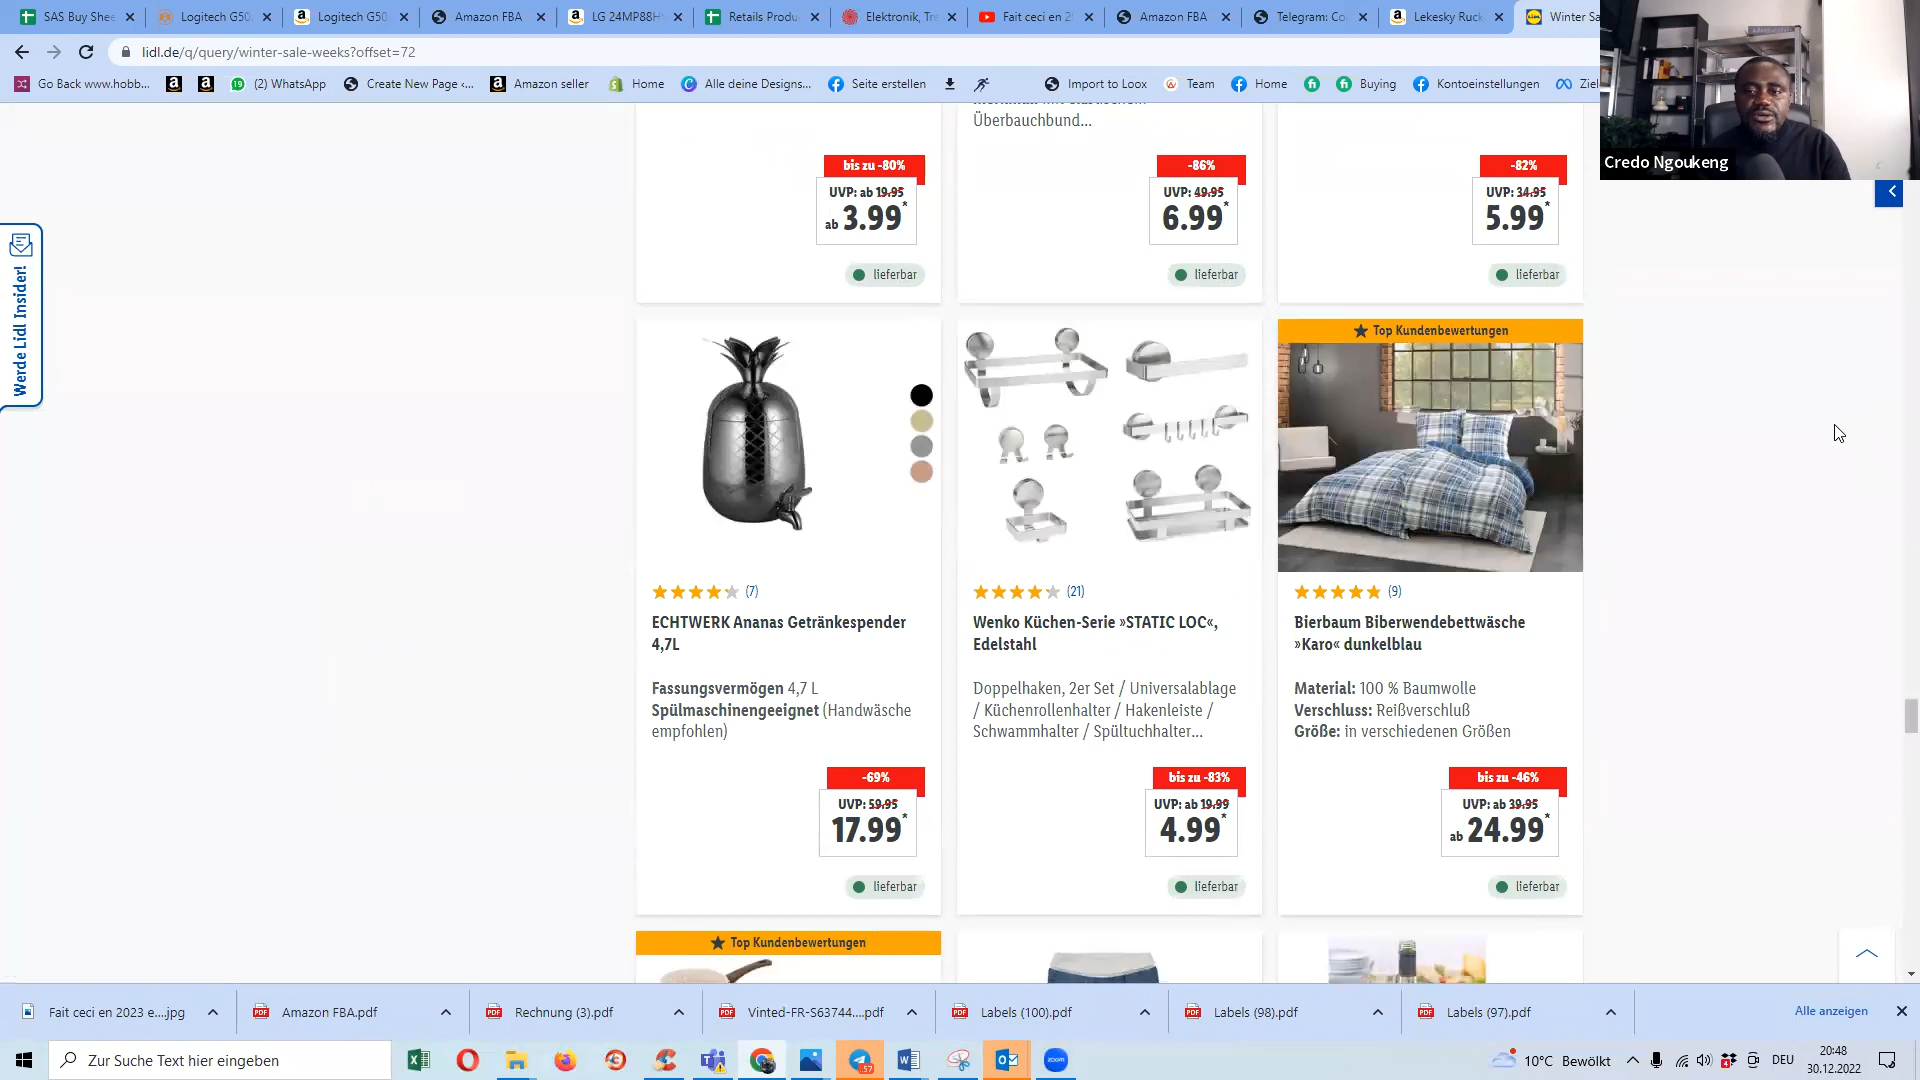 SAS Buy Shee
Logitech G50
Logitech G50
Amazon FBA
LG 24MP88H
Retails Produ
Elektronik, Tre
Fait ceci en 2
Amazon FBA
Telegram: Co
Lekesky Ruck
Winter Sa
lidl.de/q/query/winter-sale-weeks?offset=72
Go Back www.hobb...
(2) WhatsApp
Create New Page ‹...
Amazon seller
Home
Alle deine Designs...
Seite erstellen
Import to Loox
Team
Home
Buying
Kontoeinstellungen
Ziel
Credo Ngoukeng
Werde Lidl Insider!
Überbauchbund...
bis zu -80%
UVP: ab 19.95
ab 3.99*
lieferbar
-86%
UVP: 49.95
6.99*
lieferbar
-82%
UVP: 34.95
5.99*
lieferbar
(7)
ECHTWERK Ananas Getränkespender
4,7L
Fassungsvermögen 4,7 L
Spülmaschinengeeignet (Handwäsche
empfohlen)
-69%
UVP: 59.95
17.99*
lieferbar
(21)
Wenko Küchen-Serie »STATIC LOC«,
Edelstahl
Doppelhaken, 2er Set / Universalablage
/ Küchenrollenhalter / Hakenleiste /
Schwammhalter / Spültuchhalter...
bis zu -83%
UVP: ab 19.99
4.99*
lieferbar
Top Kundenbewertungen
(9)
Bierbaum Biberwendebettwäsche
»Karo« dunkelblau
Material: 100 % Baumwolle
Verschluss: Reißverschluß
Größe: in verschiedenen Größen
bis zu -46%
UVP: ab 39.95
ab 24.99*
lieferbar
Top Kundenbewertungen
Fait ceci en 2023 e....jpg
Amazon FBA.pdf
Rechnung (3).pdf
Vinted-FR-S63744....pdf
Labels (100).pdf
Labels (98).pdf
Labels (97).pdf
Alle anzeigen
Zur Suche Text hier eingeben
10°C Bewölkt
DEU
20:48
30.12.2022